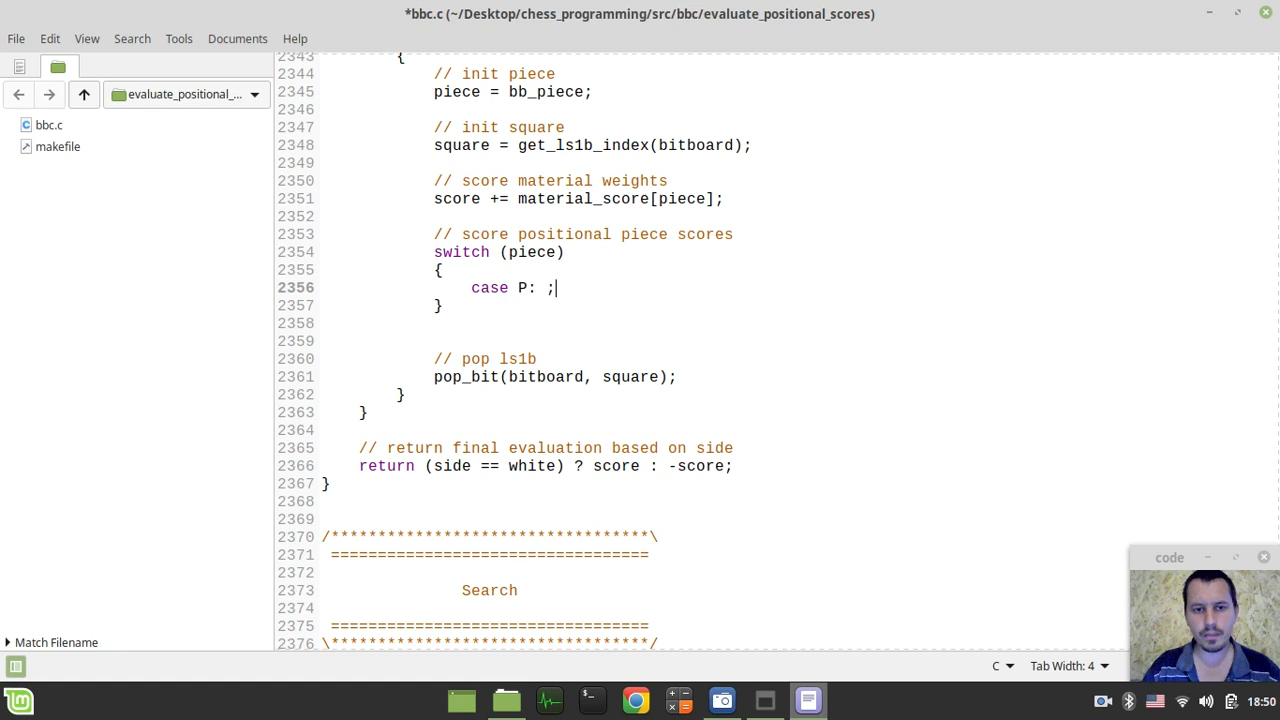 *bbc.c (~/Desktop/chess_programming/src/bbc/evaluate_positional_scores)
File Edit View Search Tools Documents Help
evaluate_positional_...
bbc.c
makefile
2343 {
2344 // init piece
2345 piece = bb_piece;
2346
2347 // init square
2348 square = get_ls1b_index(bitboard);
2349
2350 // score material weights
2351 score += material_score[piece];
2352
2353 // score positional piece scores
2354 switch (piece)
2355 {
2356 case P: ;
2357 }
2358
2359
2360 // pop ls1b
2361 pop_bit(bitboard, square);
2362 }
2363 }
2364
2365 // return final evaluation based on side
2366 return (side == white) ? score : -score;
2367 }
2368
2369
2370 /**********************************\
2371 ==================================
2372
2373 Search
2374
2375 ==================================
2376 \**********************************/
Match Filename
code
C Tab Width: 4
18:50